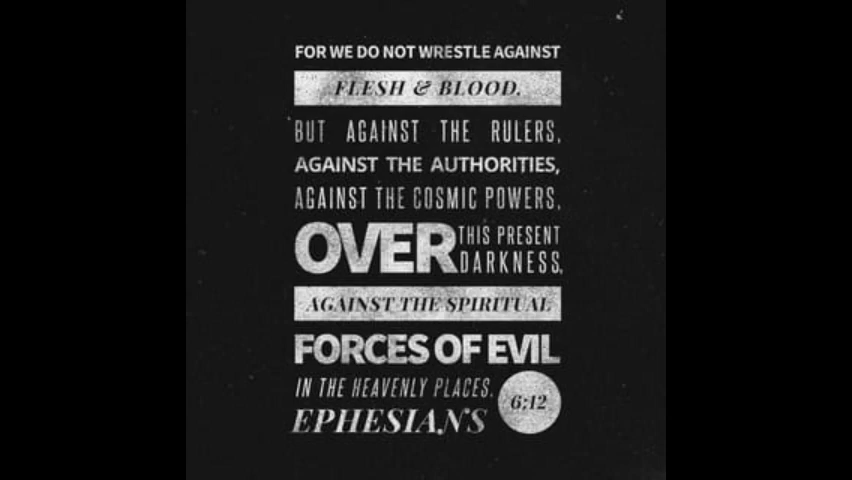 FOR WE DO NOT WRESTLE AGAINST
FLESH & BLOOD.
BUT AGAINST THE RULERS,
AGAINST THE AUTHORITIES,
AGAINST THE COSMIC POWERS,
OVER THIS PRESENT
DARKNESS,
AGAINST THE SPIRITUAL
FORCES OF EVIL
IN THE HEAVENLY PLACES.
EPHESIANS 6:12